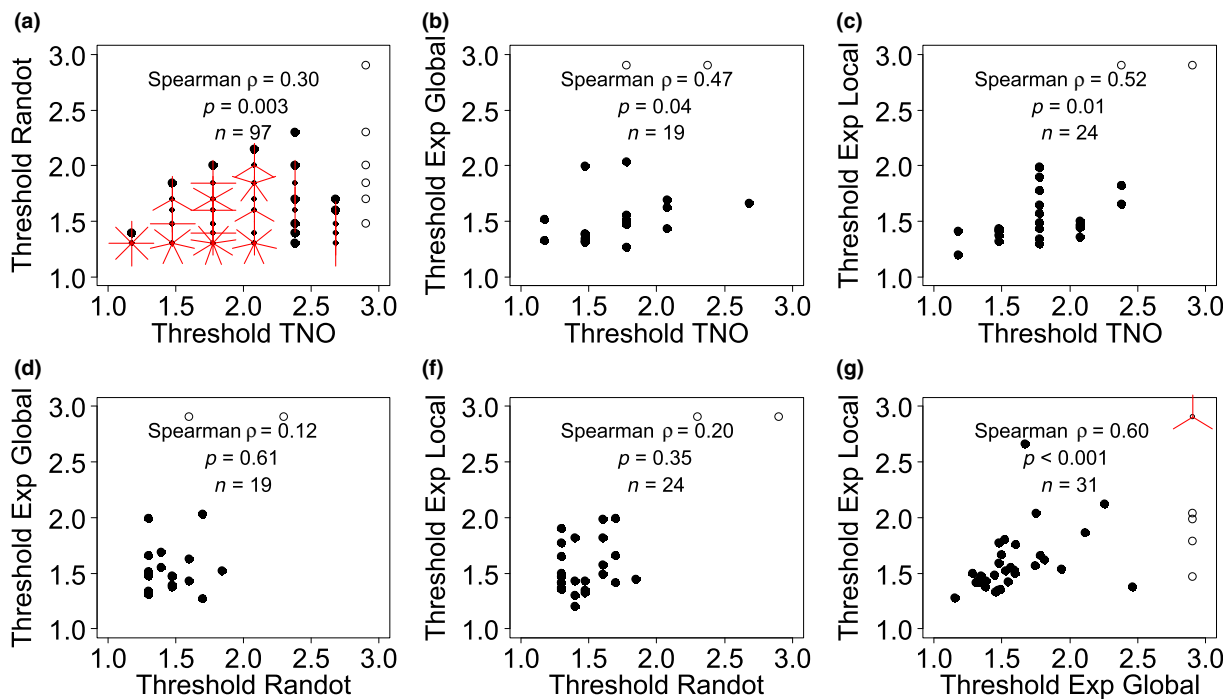 (a)
Threshold Randot
3.0
2.5
2.0
1.5
1.0
Spearman ρ = 0.30
p = 0.003
n = 97
1.0 1.5 2.0 2.5 3.0
Threshold TNO
(b)
Threshold Exp Global
3.0
2.5
2.0
1.5
1.0
Spearman ρ = 0.47
p = 0.04
n = 19
1.0 1.5 2.0 2.5 3.0
Threshold TNO
(c)
Threshold Exp Local
3.0
2.5
2.0
1.5
1.0
Spearman ρ = 0.52
p = 0.01
n = 24
1.0 1.5 2.0 2.5 3.0
Threshold TNO
(d)
Threshold Exp Global
3.0
2.5
2.0
1.5
1.0
Spearman ρ = 0.12
p = 0.61
n = 19
1.0 1.5 2.0 2.5 3.0
Threshold Randot
(f)
Threshold Exp Local
3.0
2.5
2.0
1.5
1.0
Spearman ρ = 0.20
p = 0.35
n = 24
1.0 1.5 2.0 2.5 3.0
Threshold Randot
(g)
Threshold Exp Local
3.0
2.5
2.0
1.5
1.0
Spearman ρ = 0.60
p < 0.001
n = 31
1.0 1.5 2.0 2.5 3.0
Threshold Exp Global